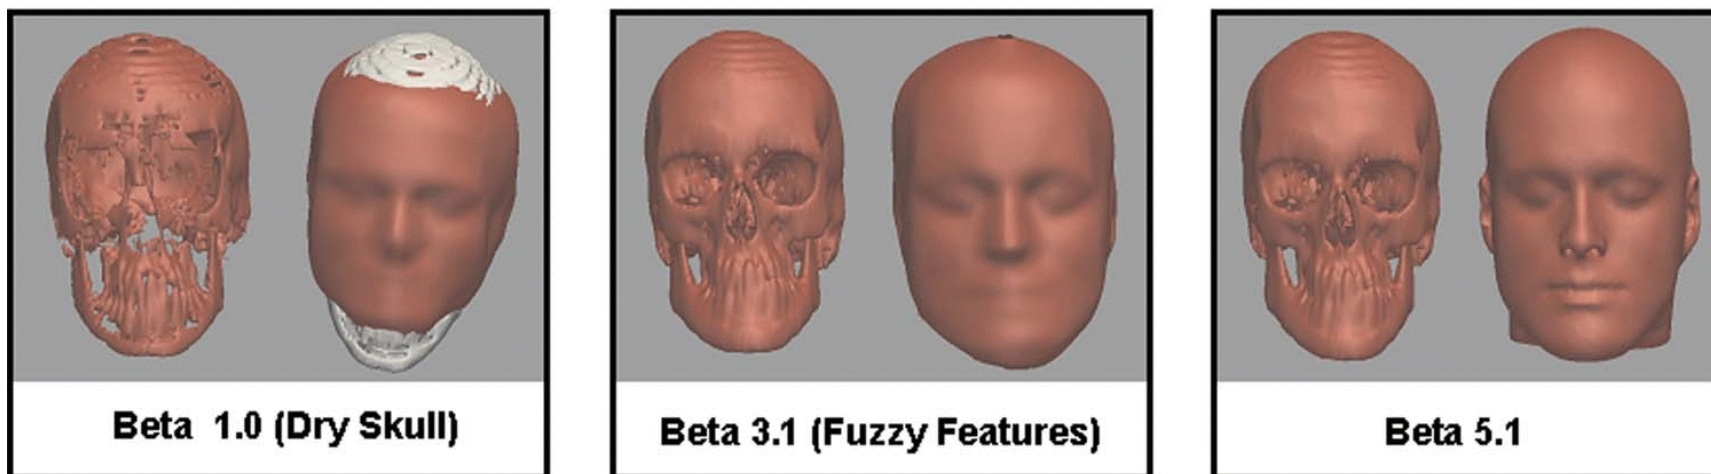 Beta 1.0 (Dry Skull)
Beta 3.1 (Fuzzy Features)
Beta 5.1